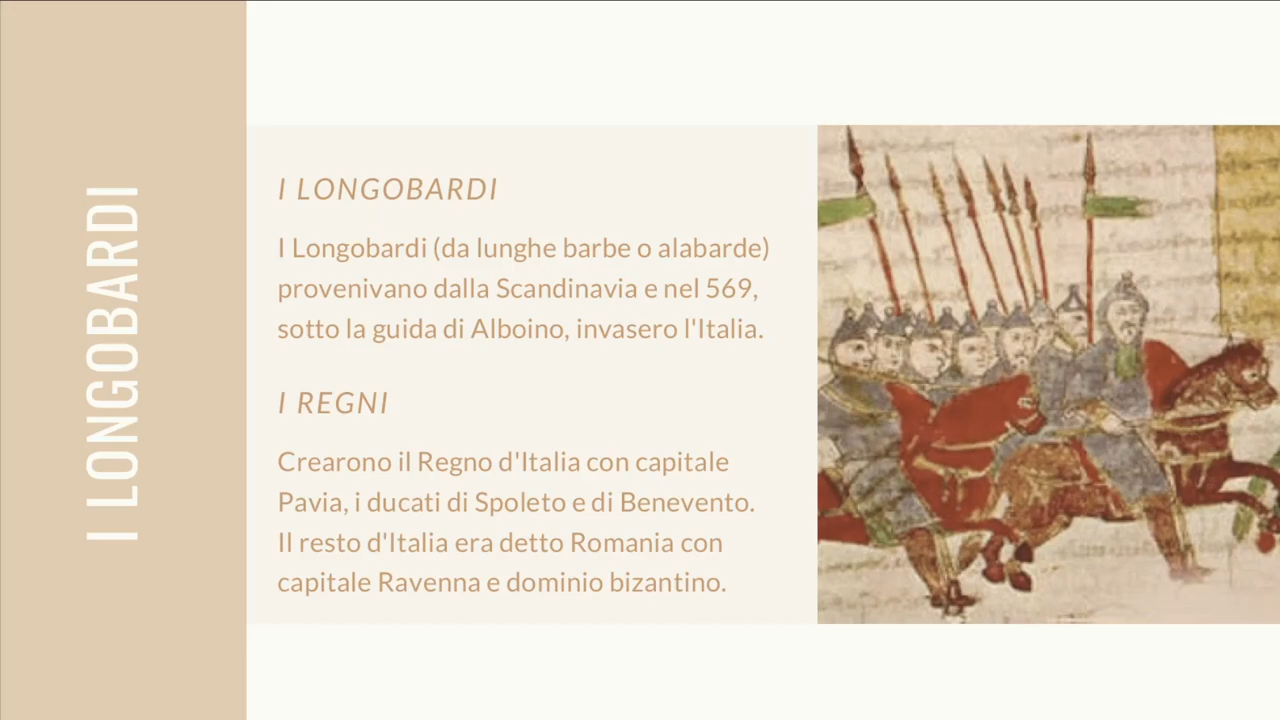 I LONGOBARDI
I LONGOBARDI
I Longobardi (da lunghe barbe o alabarde)
provenivano dalla Scandinavia e nel 569,
sotto la guida di Alboino, invasero l'Italia.
I REGNI
Crearono il Regno d'Italia con capitale
Pavia, i ducati di Spoleto e di Benevento.
Il resto d'Italia era detto Romania con
capitale Ravenna e dominio bizantino.